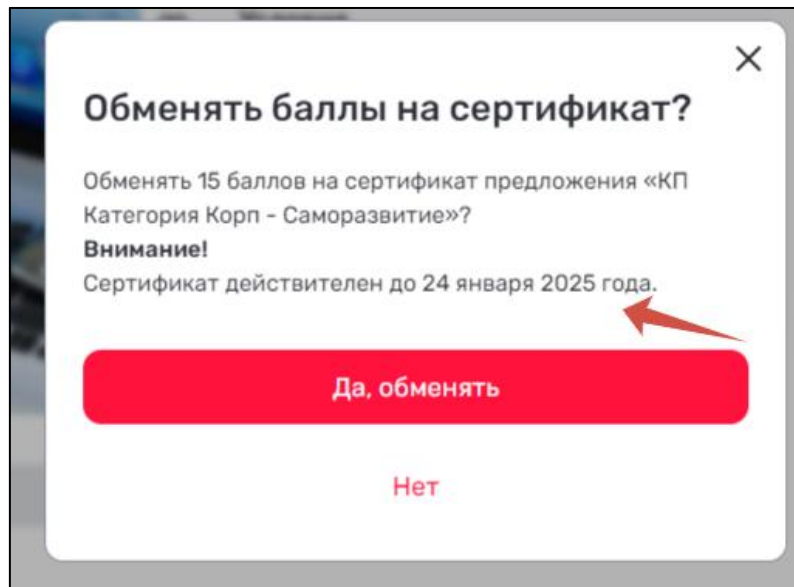 Обменять баллы на сертификат?
Обменять 15 баллов на сертификат предложения «КП
Категория Корп - Саморазвитие»?
Внимание!
Сертификат действителен до 24 января 2025 года.
Да, обменять
Нет